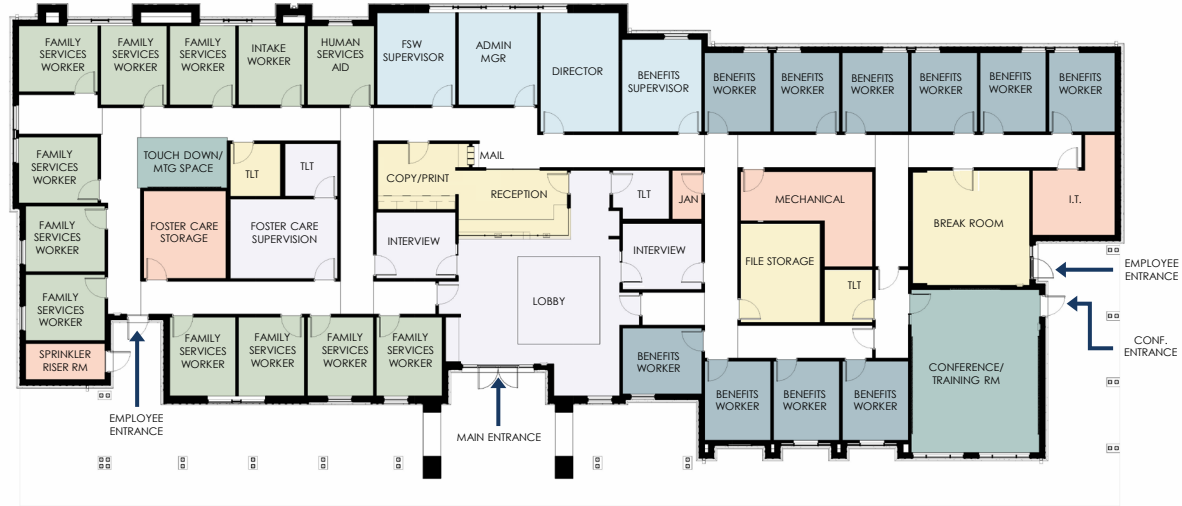 FAMILY
SERVICES
WORKER
FAMILY
SERVICES
WORKER
FAMILY
SERVICES
WORKER
INTAKE
WORKER
HUMAN
SERVICES
AID
FSW
SUPERVISOR
ADMIN
MGR
DIRECTOR
BENEFITS
SUPERVISOR
BENEFITS
WORKER
BENEFITS
WORKER
BENEFITS
WORKER
BENEFITS
WORKER
BENEFITS
WORKER
BENEFITS
WORKER
FAMILY
SERVICES
WORKER
TOUCH DOWN/
MTG SPACE
TLT
TLT
COPY/PRINT
MAIL
RECEPTION
TLT
JAN
MECHANICAL
BREAK ROOM
I.T.
FAMILY
SERVICES
WORKER
FOSTER CARE
STORAGE
FOSTER CARE
SUPERVISION
INTERVIEW
INTERVIEW
FILE STORAGE
TLT
EMPLOYEE
ENTRANCE
FAMILY
SERVICES
WORKER
LOBBY
CONF.
ENTRANCE
SPRINKLER
RISER RM
FAMILY
SERVICES
WORKER
FAMILY
SERVICES
WORKER
FAMILY
SERVICES
WORKER
FAMILY
SERVICES
WORKER
BENEFITS
WORKER
BENEFITS
WORKER
BENEFITS
WORKER
BENEFITS
WORKER
CONFERENCE/
TRAINING RM
EMPLOYEE
ENTRANCE
MAIN ENTRANCE